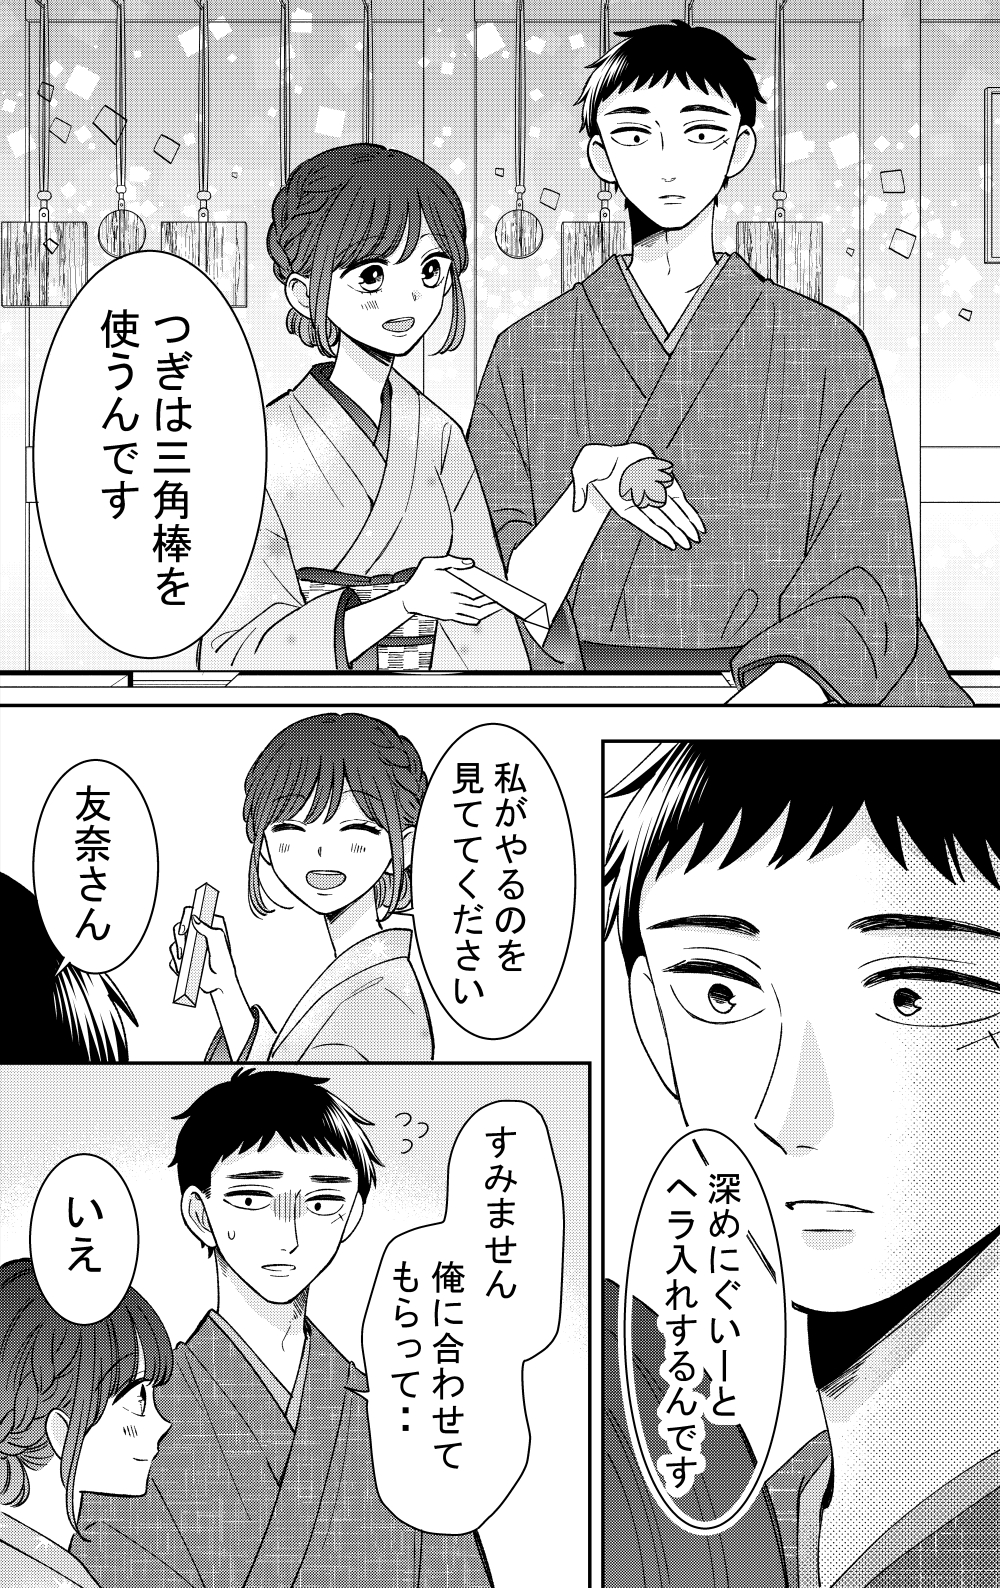 つぎは三角棒を
使うんです
深めにぐいーと
ヘラ入れするんです
私がやるのを
見ててください
友奈さん
すみません
俺に合わせて
もらって・・
いえ